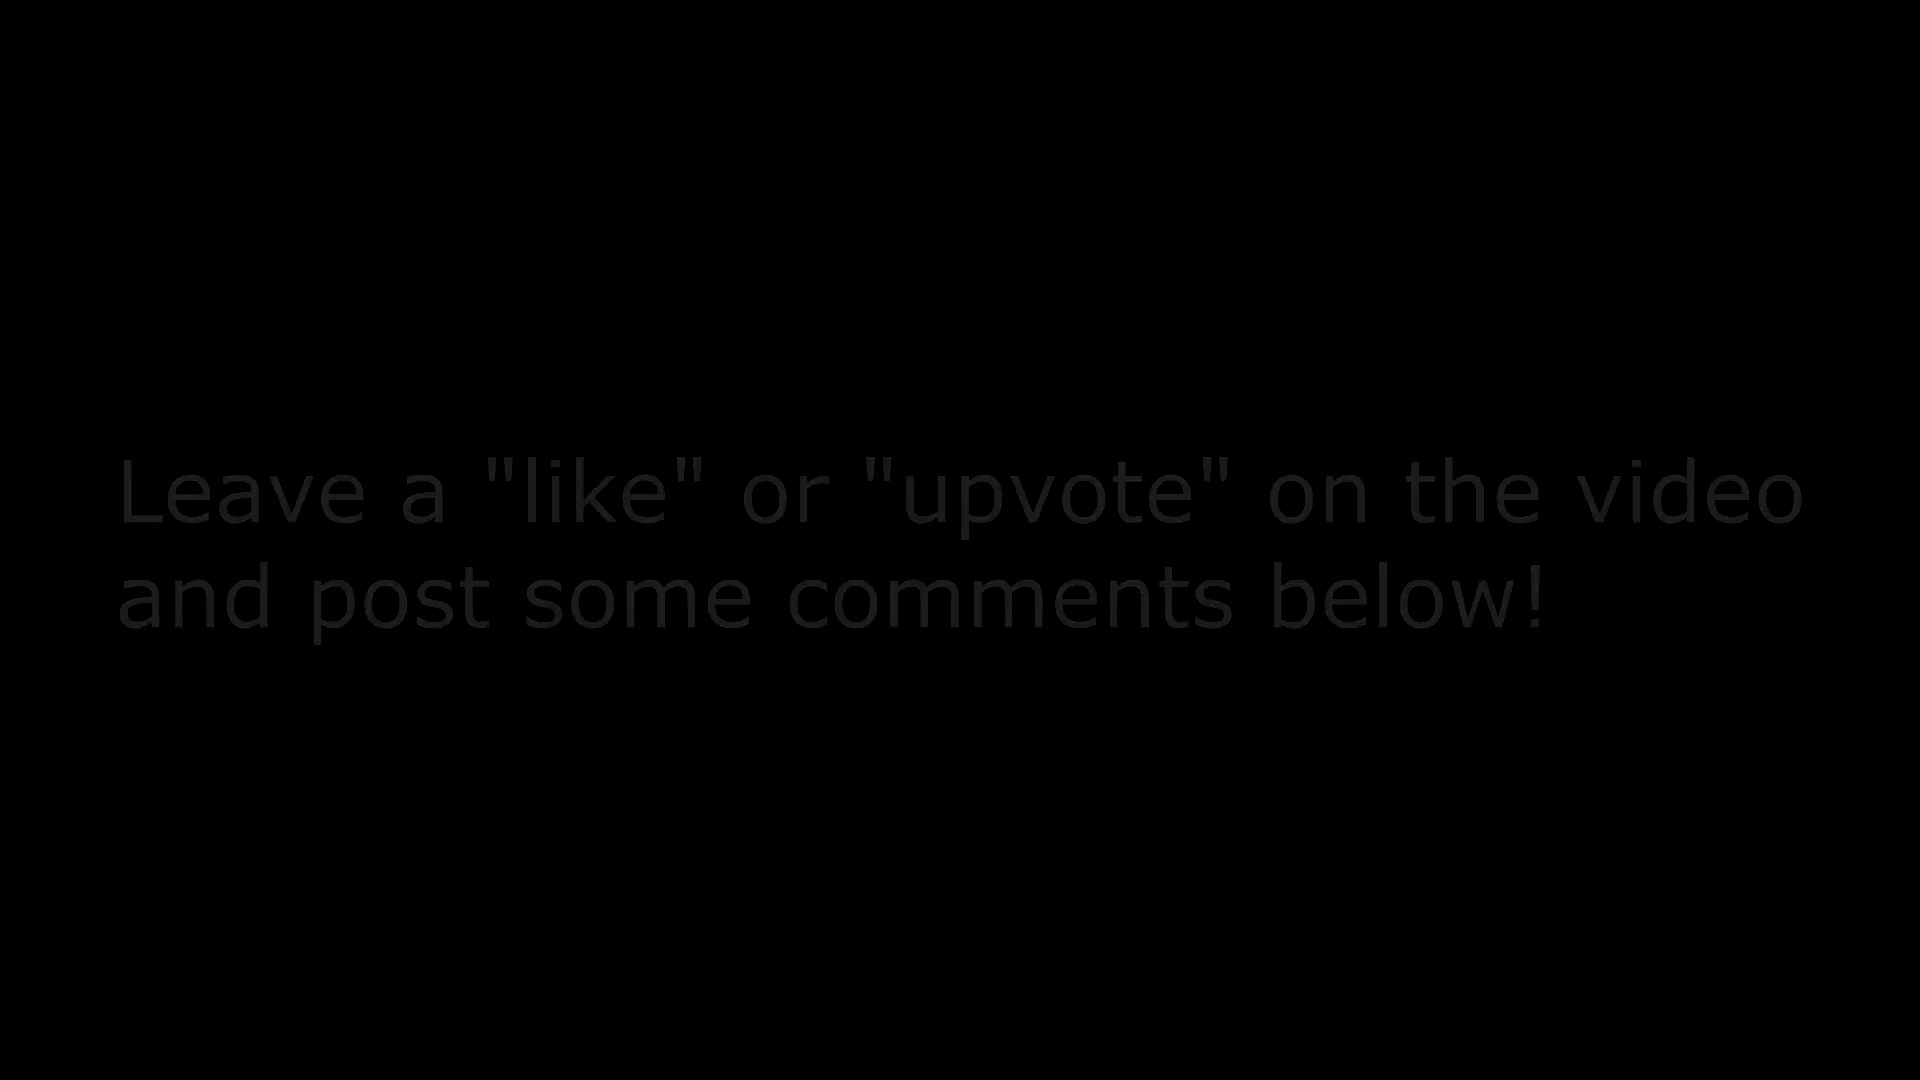 Leave a "like" or "upvote" on the video
and post some comments below!